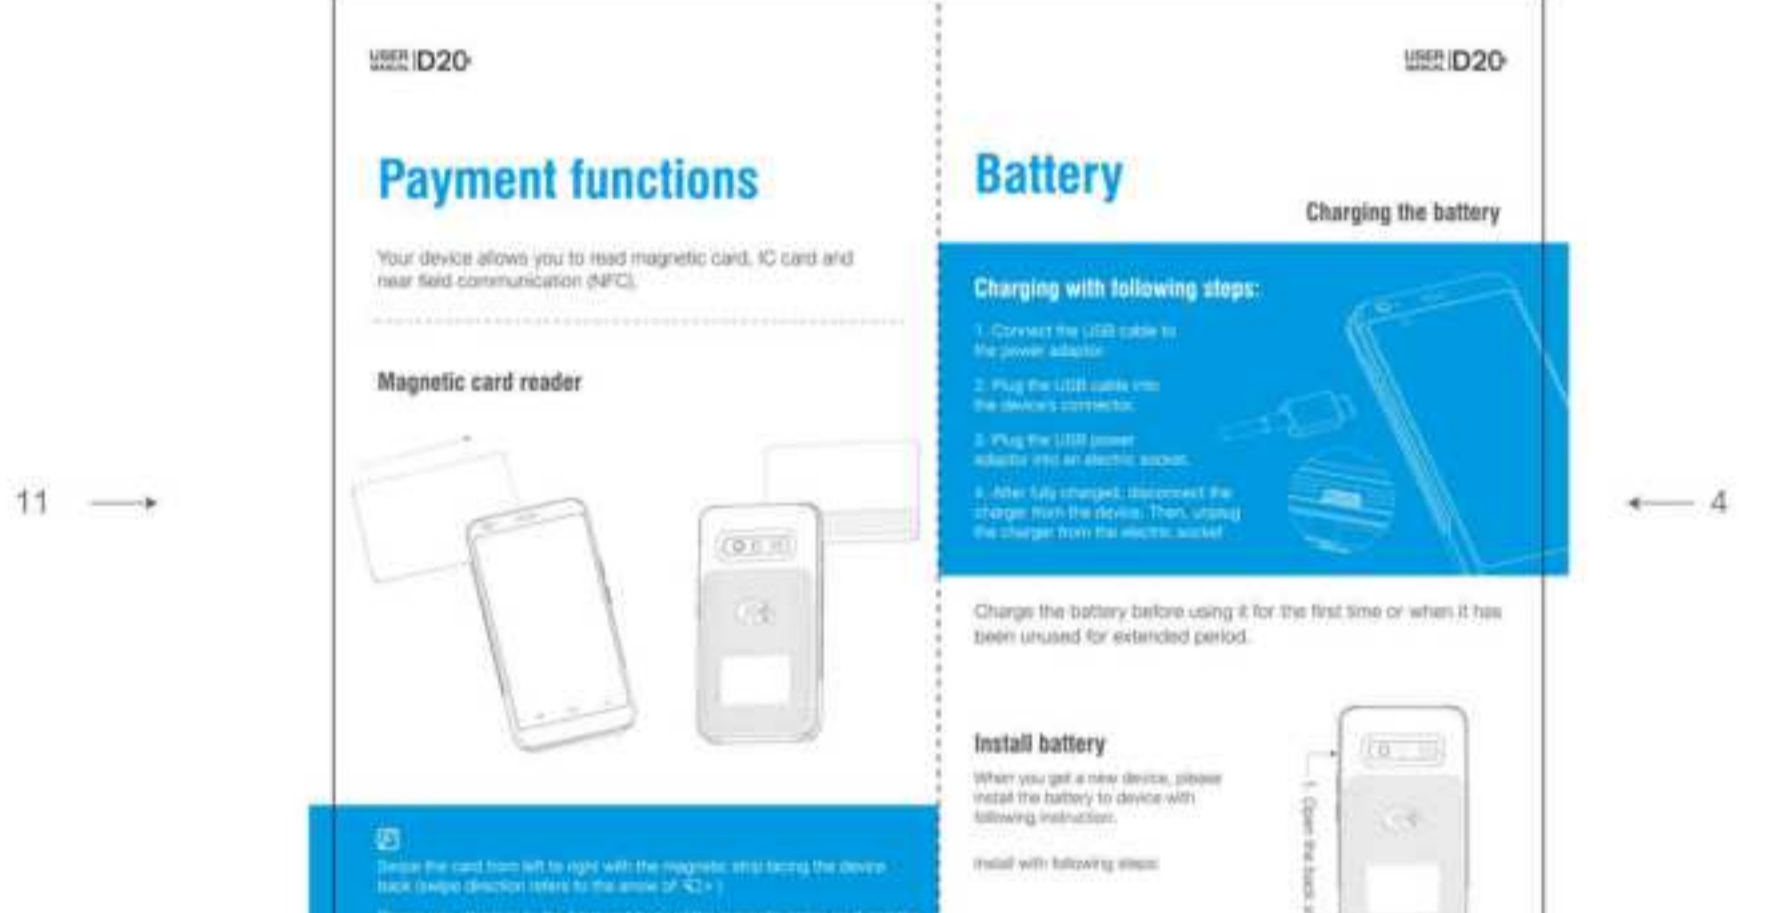 USER MANUAL D20
Payment functions
Your device allows you to read magnetic card, IC card and
near field communication (NFC).
Magnetic card reader
11
Swipe the card from left to right with the magnetic strip facing the device
back (swipe direction refers to the arrow of
USER MANUAL D20
Battery
Charging the battery
Charging with following steps:
1. Connect the USB cable to
the power adaptor.
2. Plug the USB cable into
the device's connector.
3. Plug the USB power
adaptor into an electric socket.
4. After fully charged, disconnect the
charger from the device. Then, unplug
the charger from the electric socket
4
Charge the battery before using it for the first time or when it has
been unused for extended period.
Install battery
When you get a new device, please
install the battery to device with
following instruction.
Install with following steps:
1. Open the back